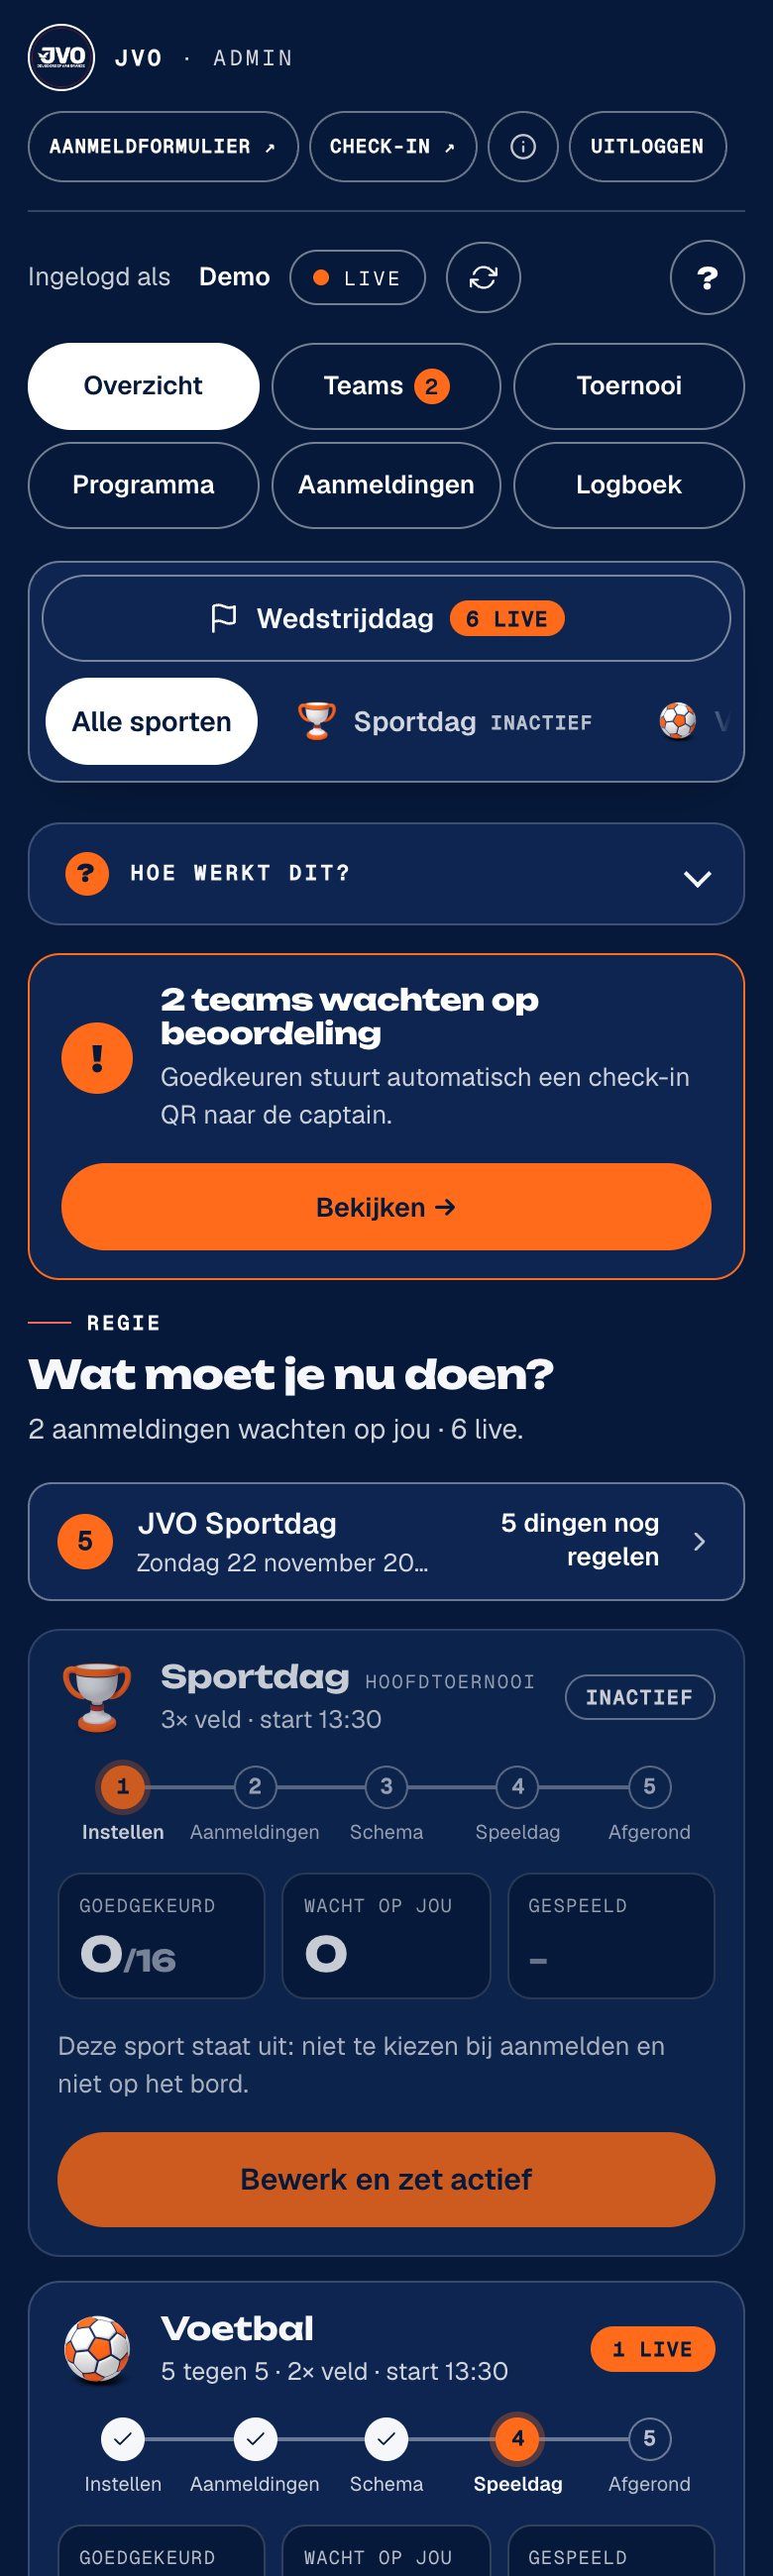 JVO
JVO · ADMIN
AANMELDFORMULIER ↗ CHECK-IN ↗ UITLOGGEN
Ingelogd als Demo LIVE ?
Overzicht Teams 2 Toernooi
Programma Aanmeldingen Logboek
Wedstrijddag 6 LIVE
Alle sporten Sportdag INACTIEF
? HOE WERKT DIT?
2 teams wachten op
beoordeling
! Goedkeuren stuurt automatisch een check-in
QR naar de captain.
Bekijken →
REGIE
Wat moet je nu doen?
2 aanmeldingen wachten op jou · 6 live.
5 JVO Sportdag 5 dingen nog
Zondag 22 november 20... regelen
Sportdag HOOFDTOERNOOI INACTIEF
3× veld · start 13:30
1 2 3 4 5
Instellen Aanmeldingen Schema Speeldag Afgerond
GOEDGEKEURD WACHT OP JOU GESPEELD
0/16 0 -
Deze sport staat uit: niet te kiezen bij aanmelden en
niet op het bord.
Bewerk en zet actief
Voetbal 1 LIVE
5 tegen 5 · 2× veld · start 13:30
4 5
Instellen Aanmeldingen Schema Speeldag Afgerond
GOEDGEKEURD WACHT OP JOU GESPEELD